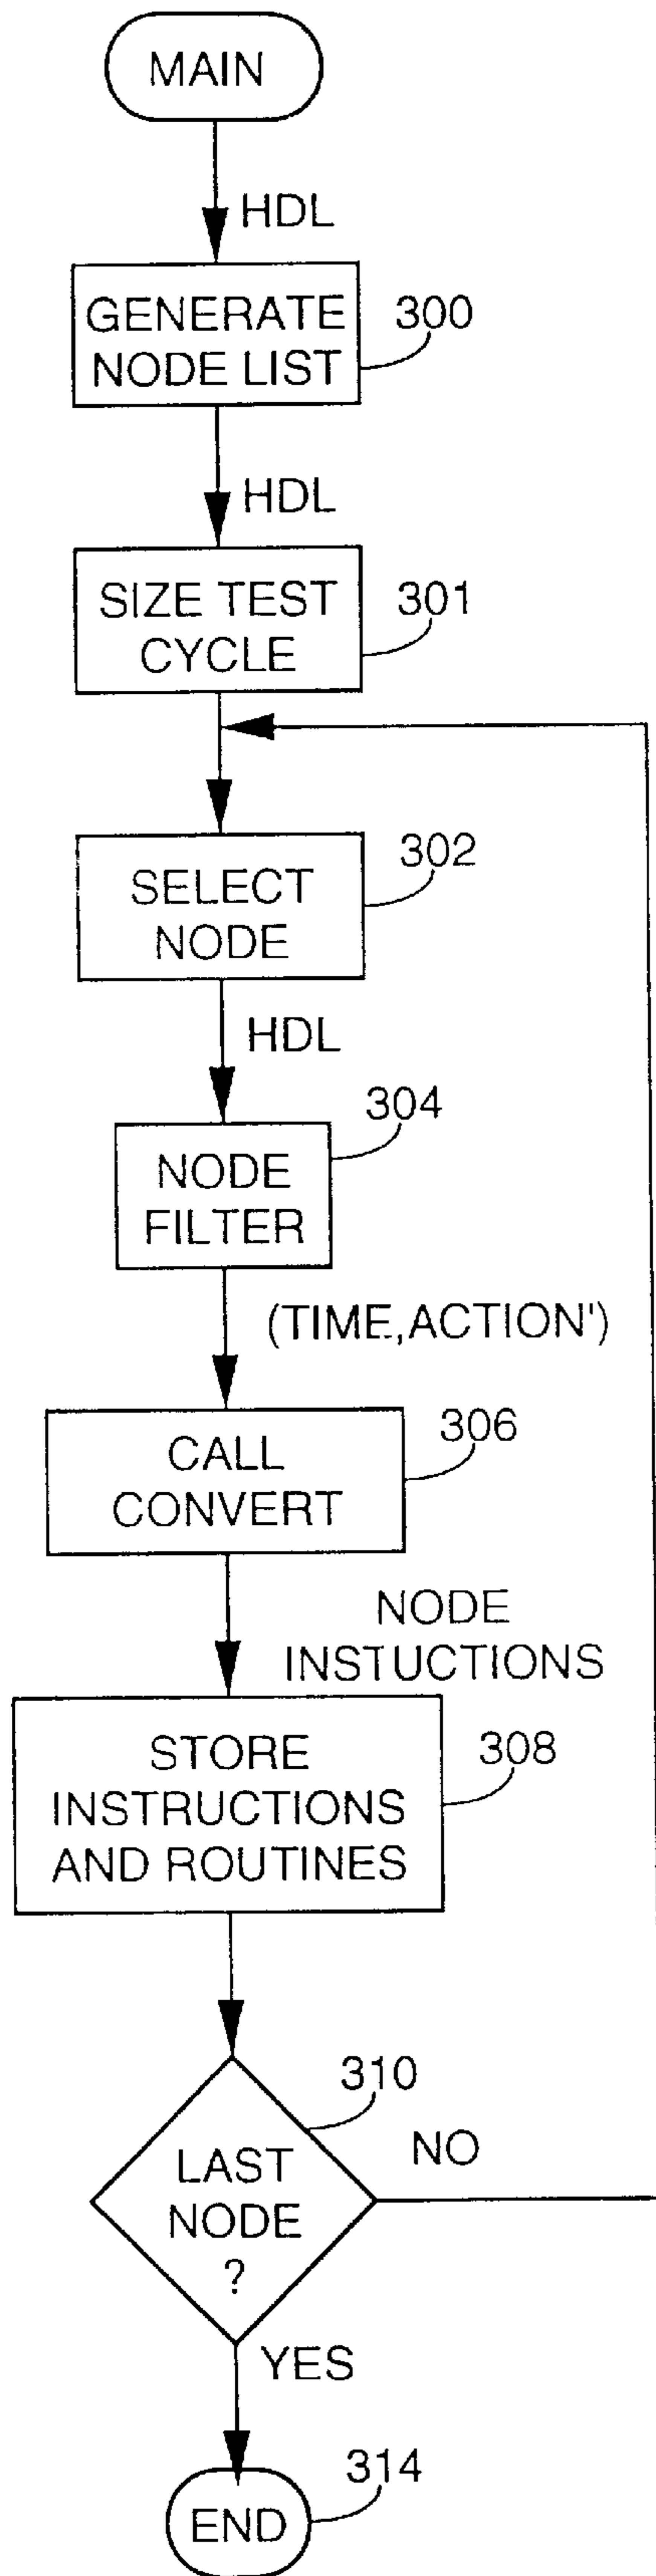 MAIN
HDL
GENERATE
NODE LIST
300
HDL
SIZE TEST
CYCLE
301
SELECT
NODE
302
HDL
304
NODE
FILTER
(TIME,ACTION')
CALL
CONVERT
306
NODE
INSTUCTIONS
STORE
INSTRUCTIONS
AND ROUTINES
308
310
LAST
NODE
?
NO
YES
END
314